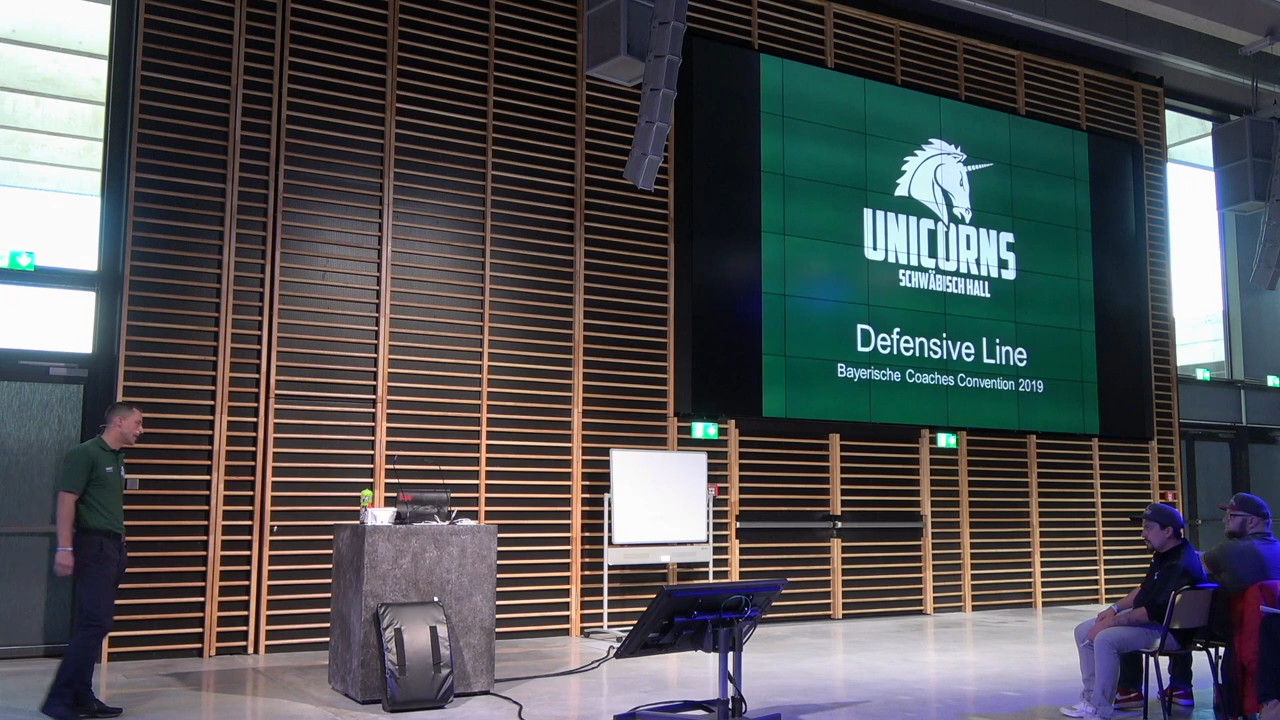 UNICORNS
SCHWÄBISCH HALL
Defensive Line
Bayerische Coaches Convention 2019